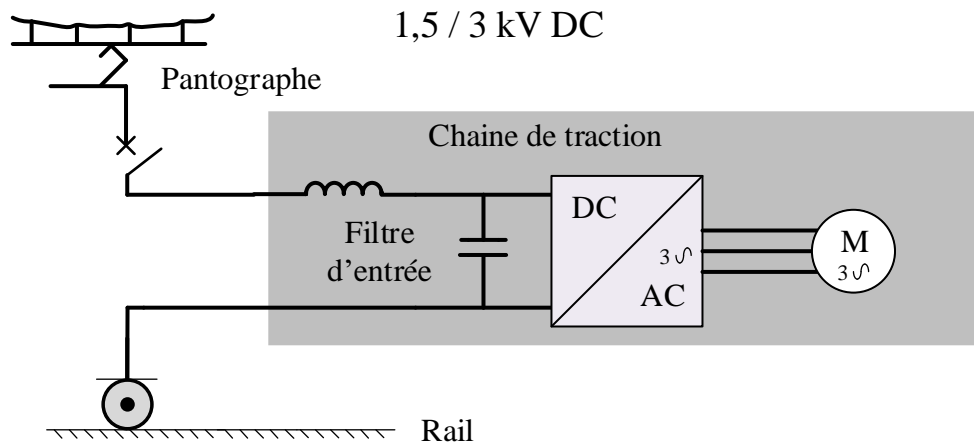 1,5 / 3 kV DC
Pantographe
Chaine de traction
Filtre
d’entrée
DC
3
AC
M
3
Rail